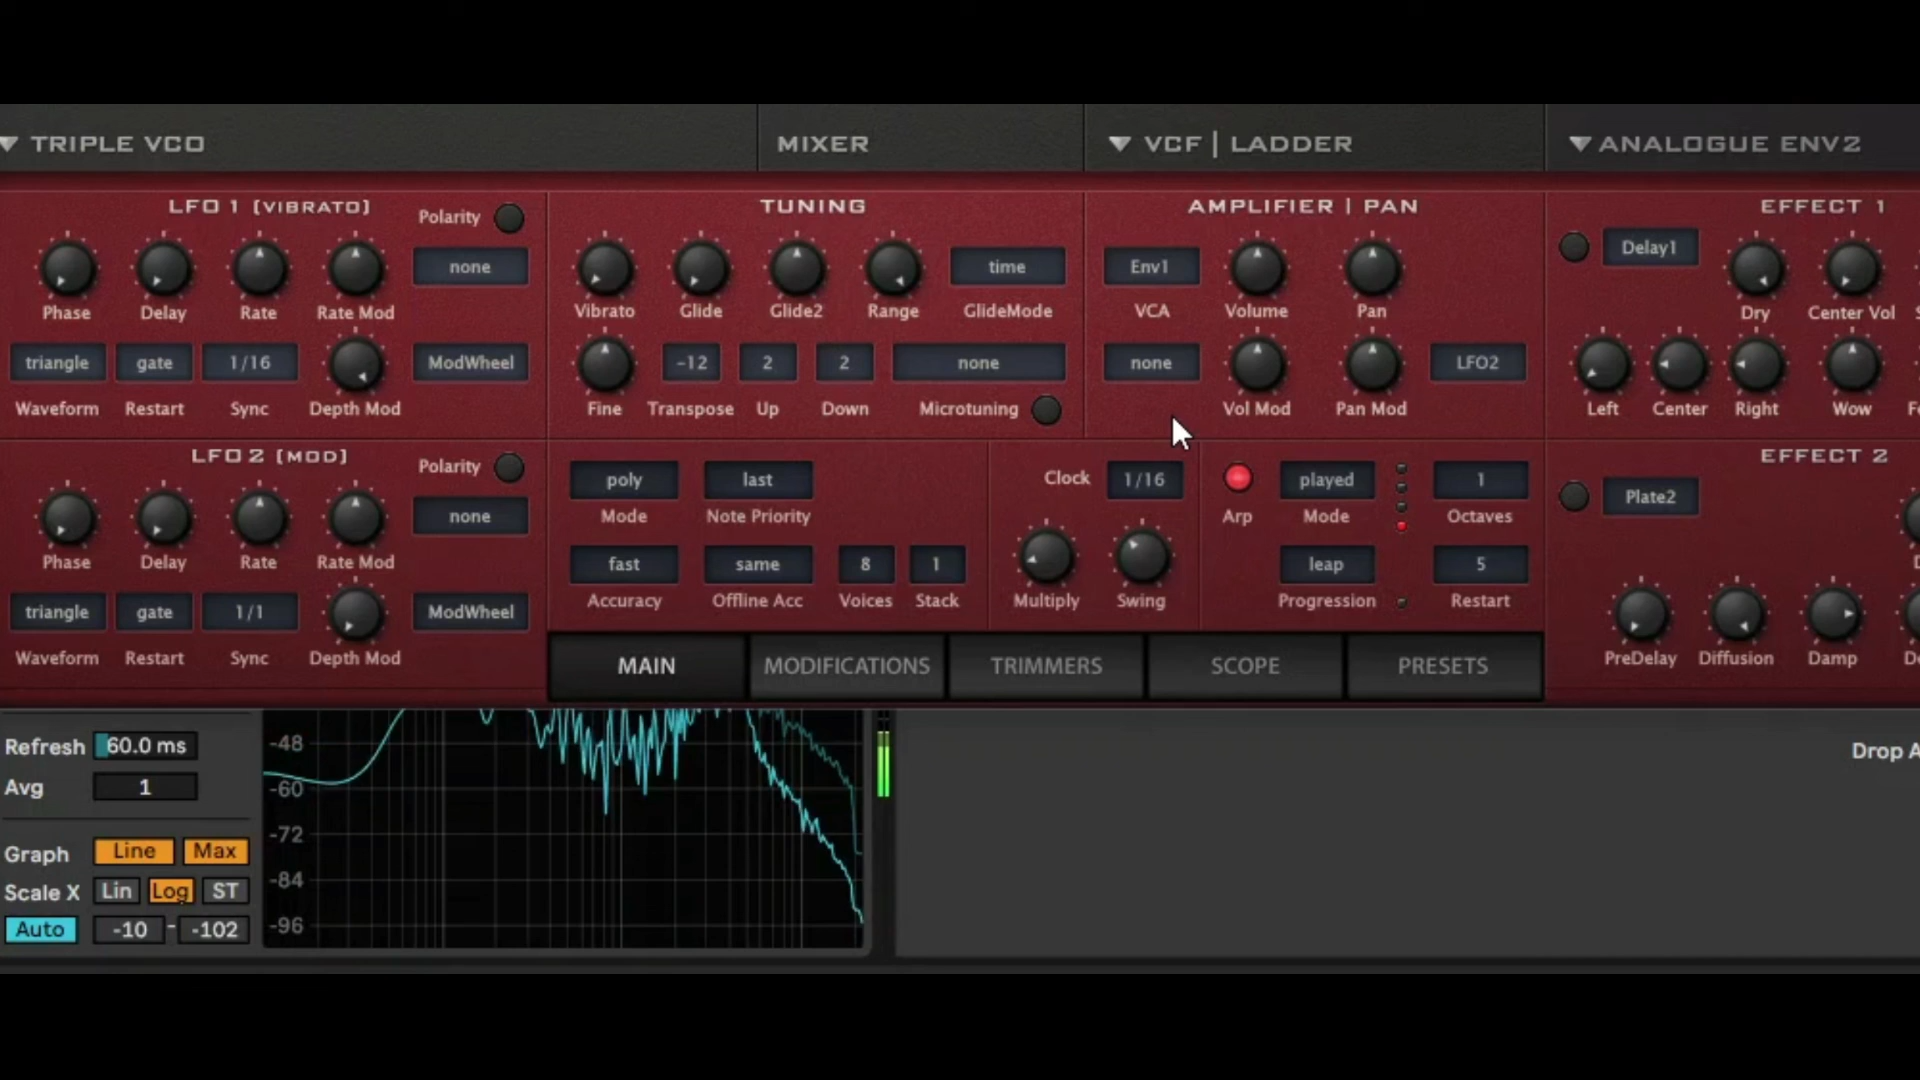 TRIPLE VCO
MIXER
VCF | LADDER
ANALOGUE ENV2
LFO 1 (VIBRATO)
Polarity
none
Phase Delay Rate Rate Mod
triangle gate 1/16 ModWheel
Waveform Restart Sync Depth Mod
LFO 2 (MOD)
Polarity
none
Phase Delay Rate Rate Mod
triangle gate 1/1 ModWheel
Waveform Restart Sync Depth Mod
TUNING
time
Vibrato Glide Glide2 Range GlideMode
-12 2 2 none
Fine Transpose Up Down Microtuning
AMPLIFIER | PAN
Env1
VCA Volume Pan
none LFO2
Vol Mod Pan Mod
poly last
Mode Note Priority
fast same 8 1
Accuracy Offline Acc Voices Stack
Clock 1/16
Multiply Swing
played 1
Arp Mode Octaves
leap 5
Progression Restart
MAIN MODIFICATIONS TRIMMERS SCOPE PRESETS
EFFECT 1
Delay1
Dry Center Vol
Left Center Right Wow
EFFECT 2
Plate2
PreDelay Diffusion Damp
Refresh 60.0 ms
Avg 1
Graph Line Max
Scale X Lin Log ST
Auto -10 - -102
-48
-60
-72
-84
-96
Drop A